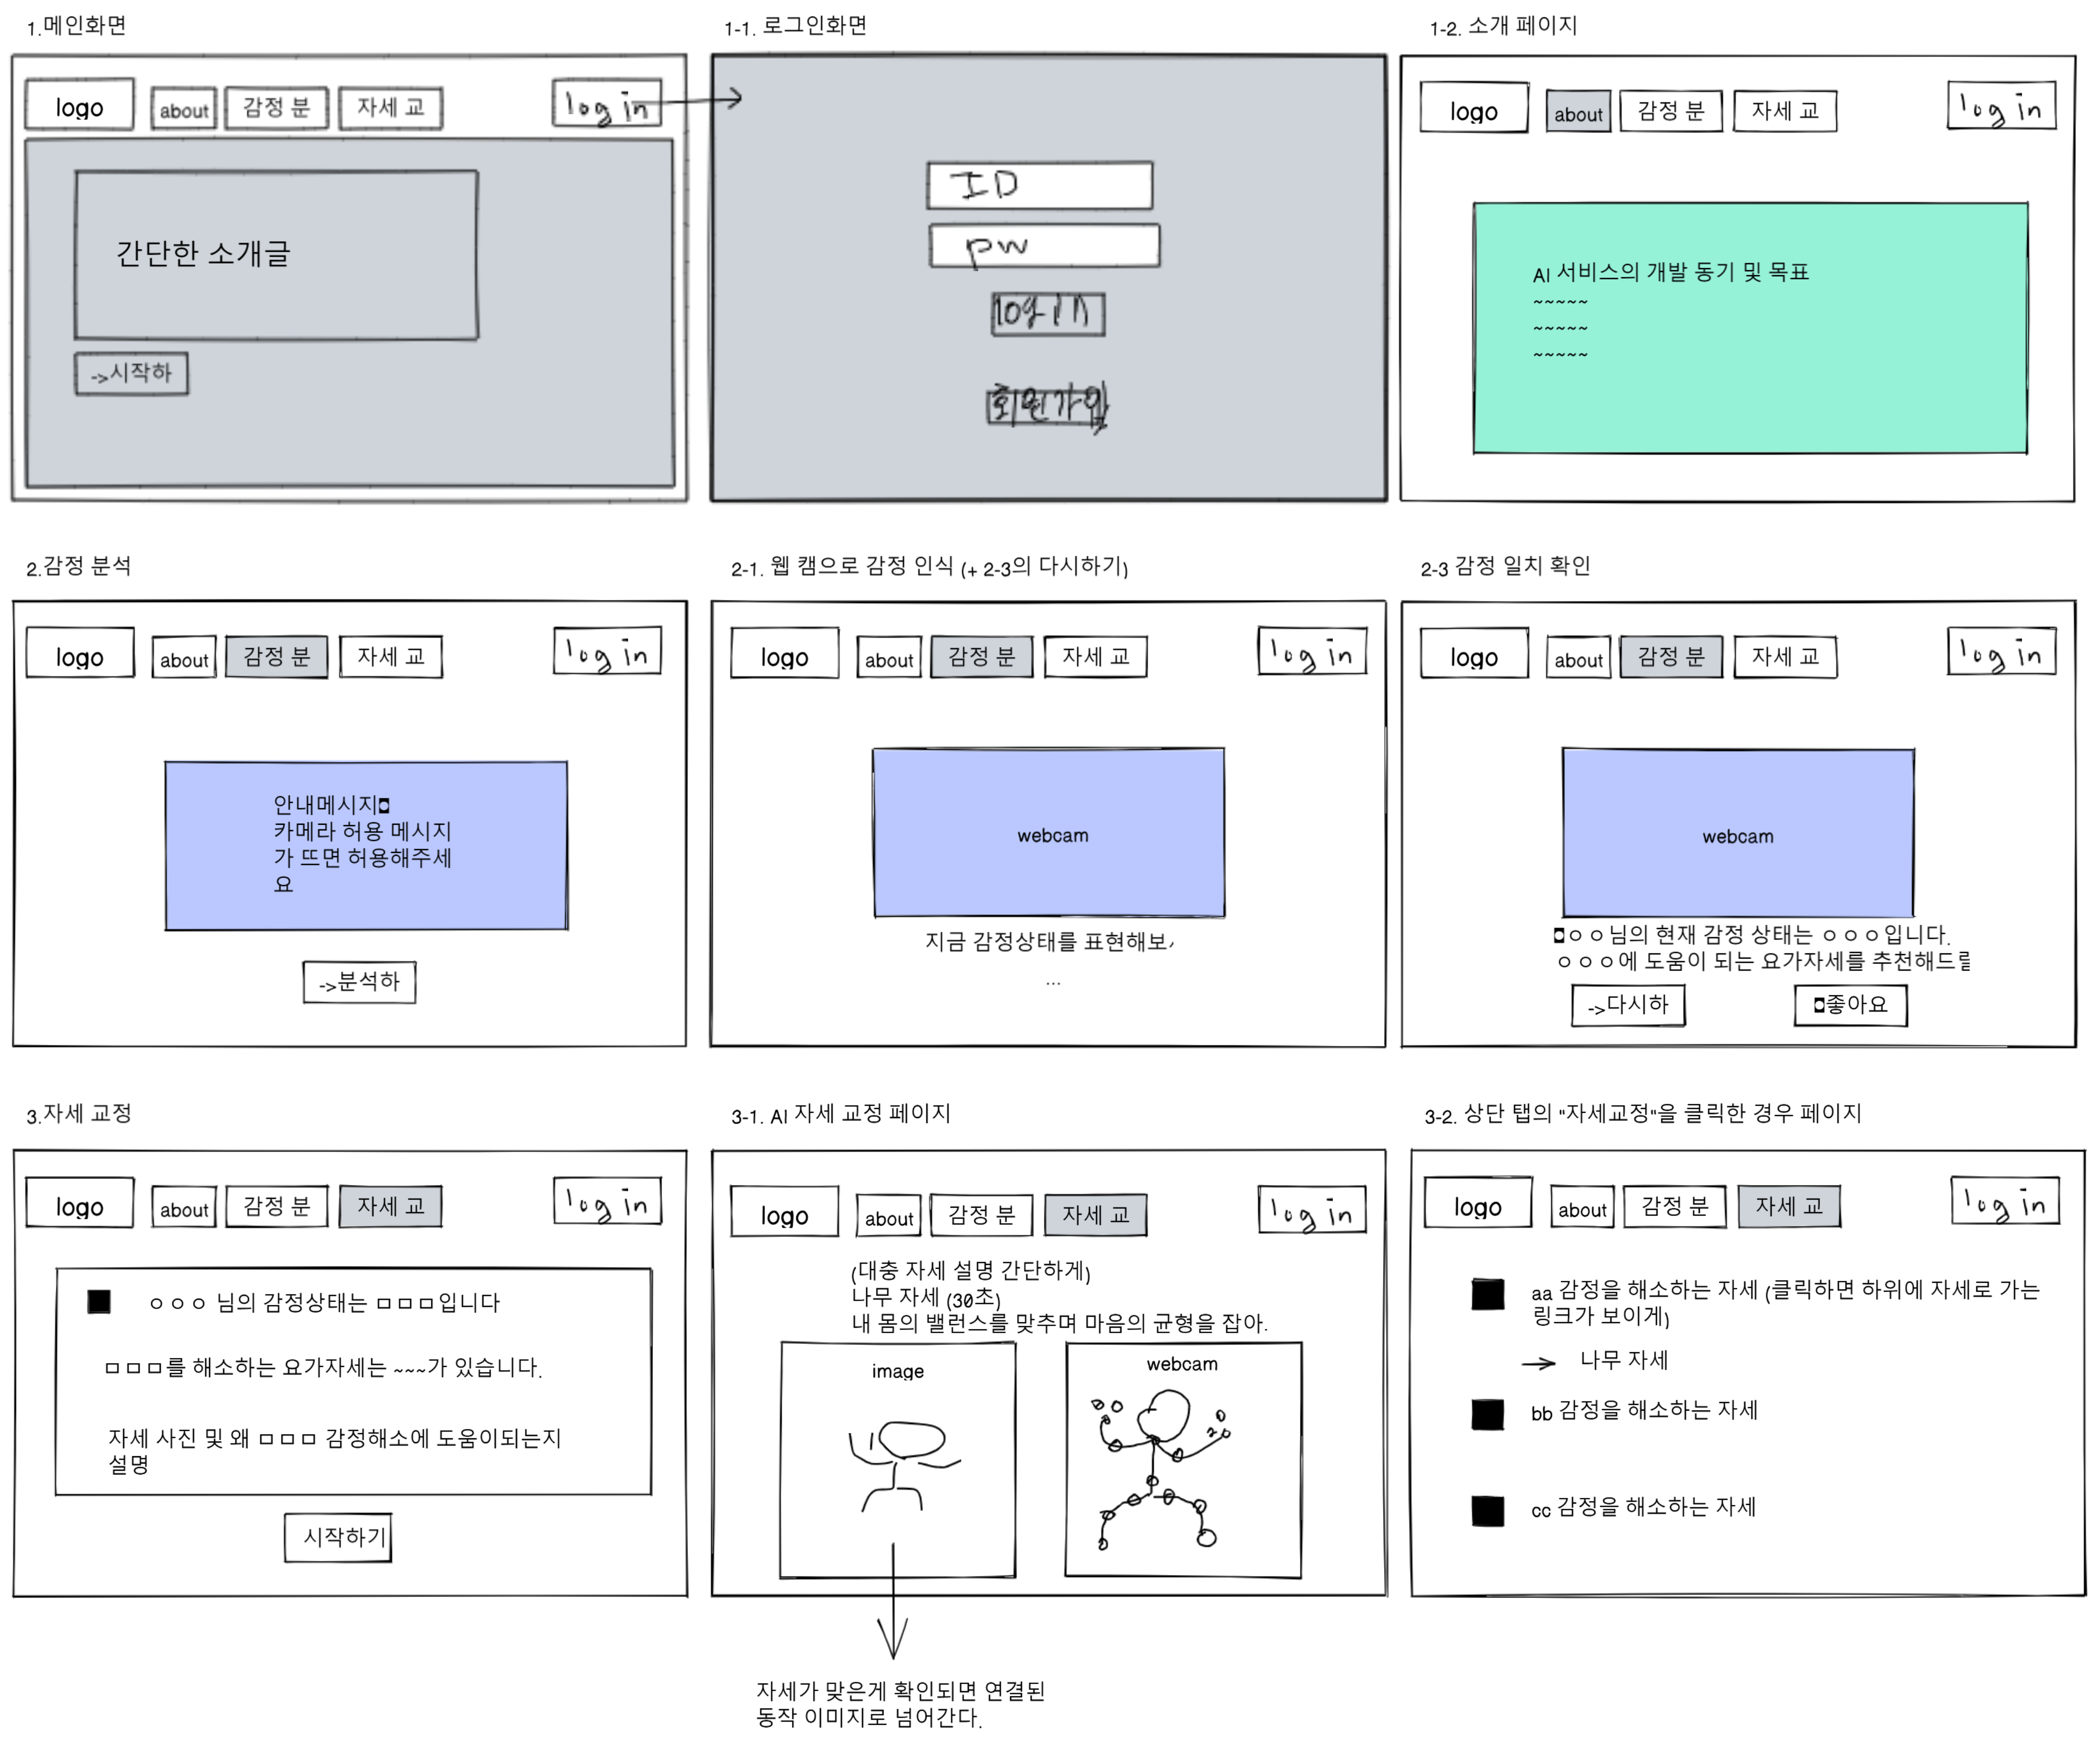 1.메인화면
logo
about
감정 분
자세 교
log in
간단한 소개글
->시작하
1-1. 로그인화면
ID
pw
log in
회원가입
1-2. 소개 페이지
logo
about
감정 분
자세 교
log in
AI 서비스의 개발 동기 및 목표
~~~~~
~~~~~
~~~~~
2.감정 분석
logo
about
감정 분
자세 교
log in
안내메시지
카메라 허용 메시지
가 뜨면 허용해주세
요
->분석하
2-1. 웹 캠으로 감정 인식 (+ 2-3의 다시하기)
logo
about
감정 분
자세 교
log in
webcam
지금 감정상태를 표현해보
...
2-3 감정 일치 확인
logo
about
감정 분
자세 교
log in
webcam
ㅇㅇ님의 현재 감정 상태는 ㅇㅇㅇ입니다.
ㅇㅇㅇ에 도움이 되는 요가자세를 추천해드릴
->다시하
좋아요
3.자세 교정
logo
about
감정 분
자세 교
log in
ㅇㅇㅇ 님의 감정상태는 ㅁㅁㅁ입니다
ㅁㅁㅁ를 해소하는 요가자세는 ~~~가 있습니다.
자세 사진 및 왜 ㅁㅁㅁ 감정해소에 도움이되는지
설명
시작하기
3-1. AI 자세 교정 페이지
logo
about
감정 분
자세 교
log in
(대충 자세 설명 간단하게)
나무 자세 (30초)
내 몸의 밸런스를 맞추며 마음의 균형을 잡아.
image
webcam
자세가 맞은게 확인되면 연결된
동작 이미지로 넘어간다.
3-2. 상단 탭의 "자세교정"을 클릭한 경우 페이지
logo
about
감정 분
자세 교
log in
aa 감정을 해소하는 자세 (클릭하면 하위에 자세로 가는
링크가 보이게)
나무 자세
bb 감정을 해소하는 자세
cc 감정을 해소하는 자세